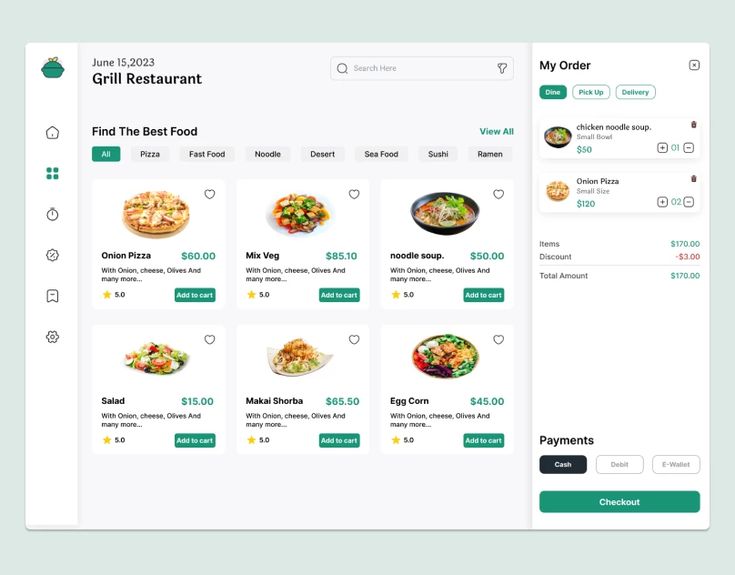 June 15,2023
Grill Restaurant
Search Here
Find The Best Food
View All
All
Pizza
Fast Food
Noodle
Desert
Sea Food
Sushi
Ramen
Onion Pizza
$60.00
With Onion, cheese, Olives And
many more...
5.0
Add to cart
Mix Veg
$85.10
With Onion, cheese, Olives And
many more...
5.0
Add to cart
noodle soup.
$50.00
With Onion, cheese, Olives And
many more...
5.0
Add to cart
Salad
$15.00
With Onion, cheese, Olives And
many more...
5.0
Add to cart
Makai Shorba
$65.50
With Onion, cheese, Olives And
many more...
5.0
Add to cart
Egg Corn
$45.00
With Onion, cheese, Olives And
many more...
5.0
Add to cart
My Order
Dine
Pick Up
Delivery
chicken noodle soup.
Small Bowl
$50
01
Onion Pizza
Small Size
$120
02
Items
$170.00
Discount
-$3.00
Total Amount
$170.00
Payments
Cash
Debit
E-Wallet
Checkout